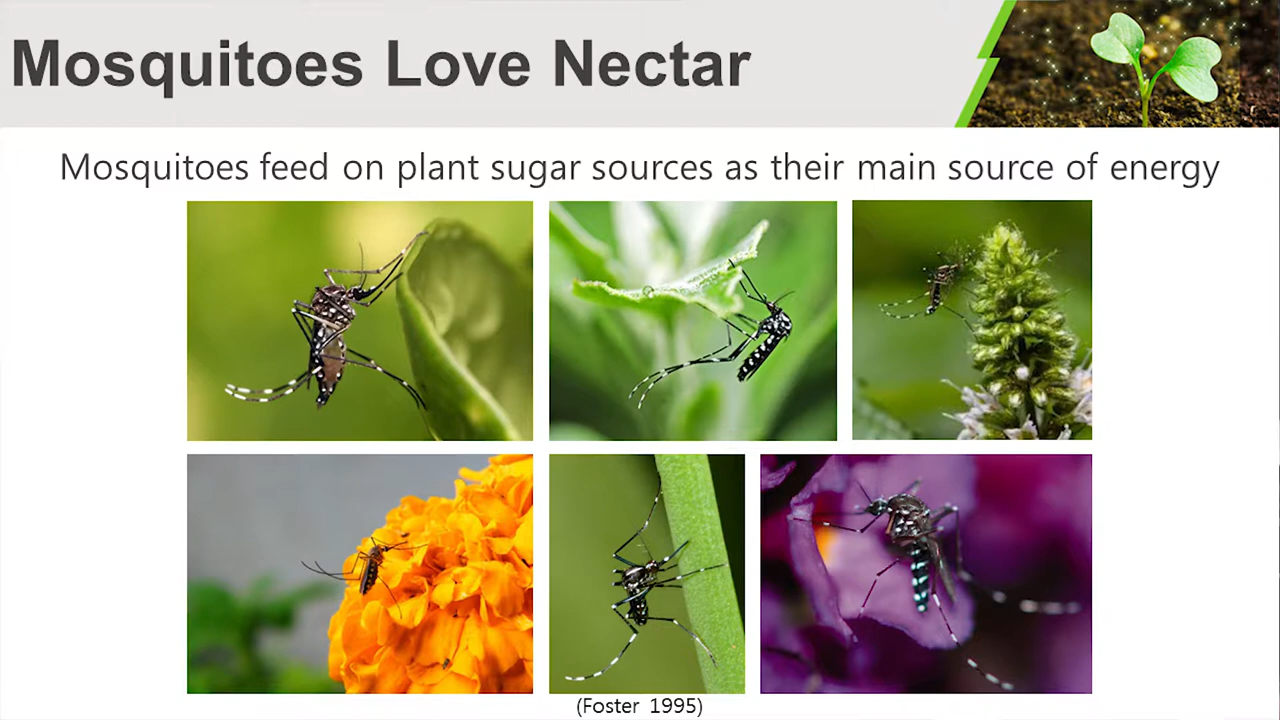 Mosquitoes Love Nectar
Mosquitoes feed on plant sugar sources as their main source of energy
(Foster 1995)